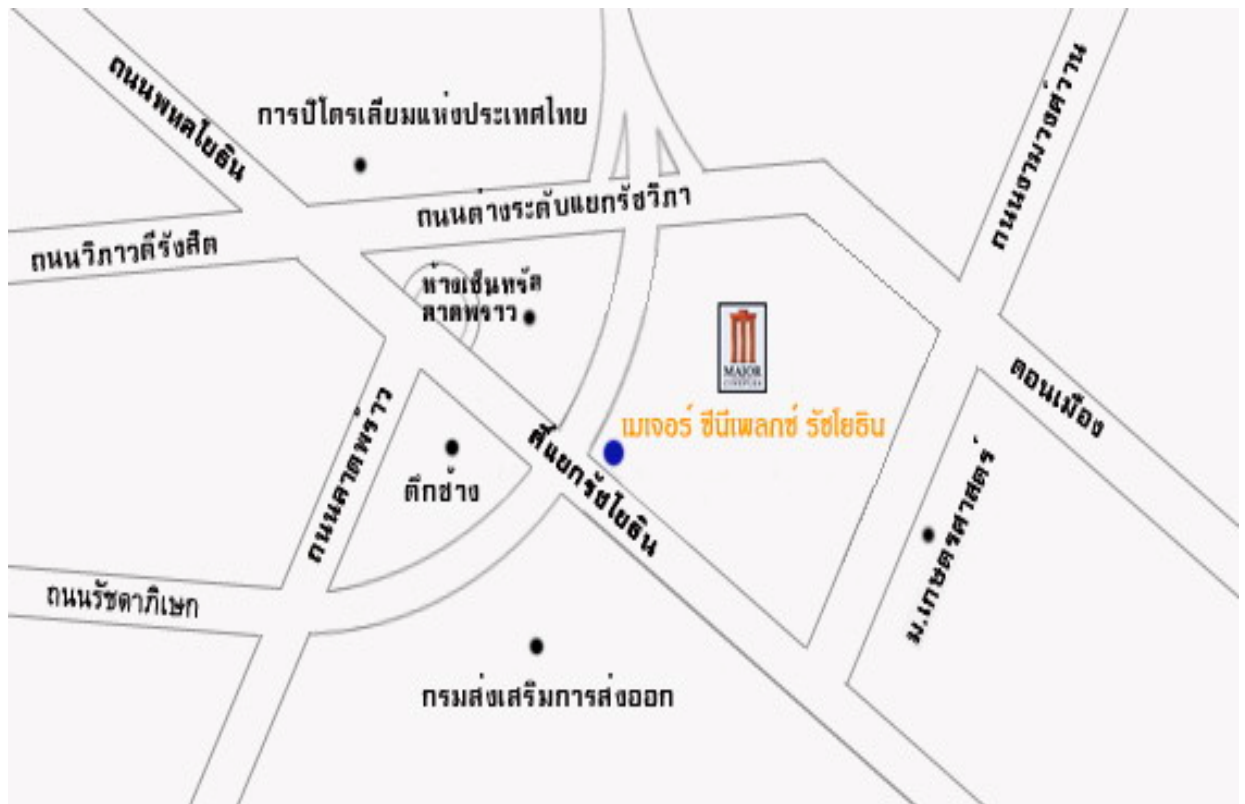 ถนนพหลโยธิน
การปิโตรเลียมแห่งประเทศไทย
ถนนงามวงศ์วาน
ถนนต่างระดับแยกรัชวิภา
ถนนวิภาวดีรังสิต
ห้างเซ็นทรัล
ลาดพราว
MAJOR
CINEPLEX
เมเจอร์ ซีนีเพลกซ์ รัชโยธิน
ดอนเมือง
ถนนลาดพร้าว
ตึกช้าง
สี่แยกรัชโยธิน
ม.เกษตรศาสตร์
ถนนรัชดาภิเษก
กรมส่งเสริมการส่งออก